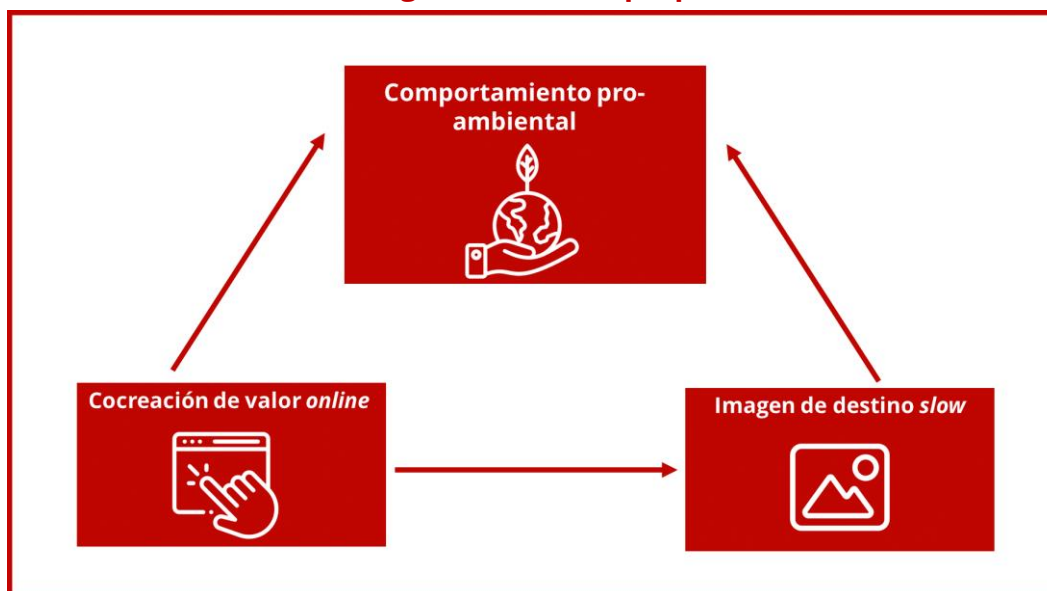 Comportamiento pro-
ambiental
Cocreación de valor online
Imagen de destino slow